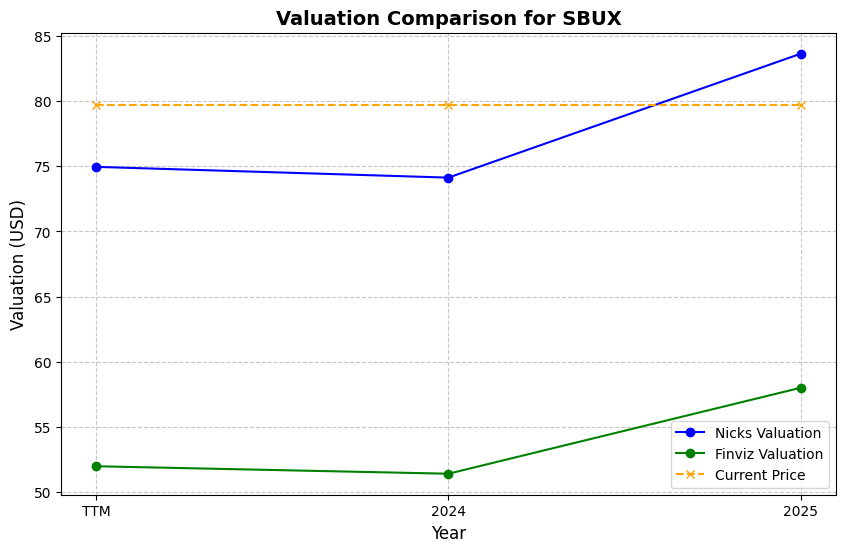 Valuation Comparison for SBUX
Valuation (USD)
85
80
75
70
65
60
55
50
Nicks Valuation
Finviz Valuation
Current Price
TTM 2024 2025
Year